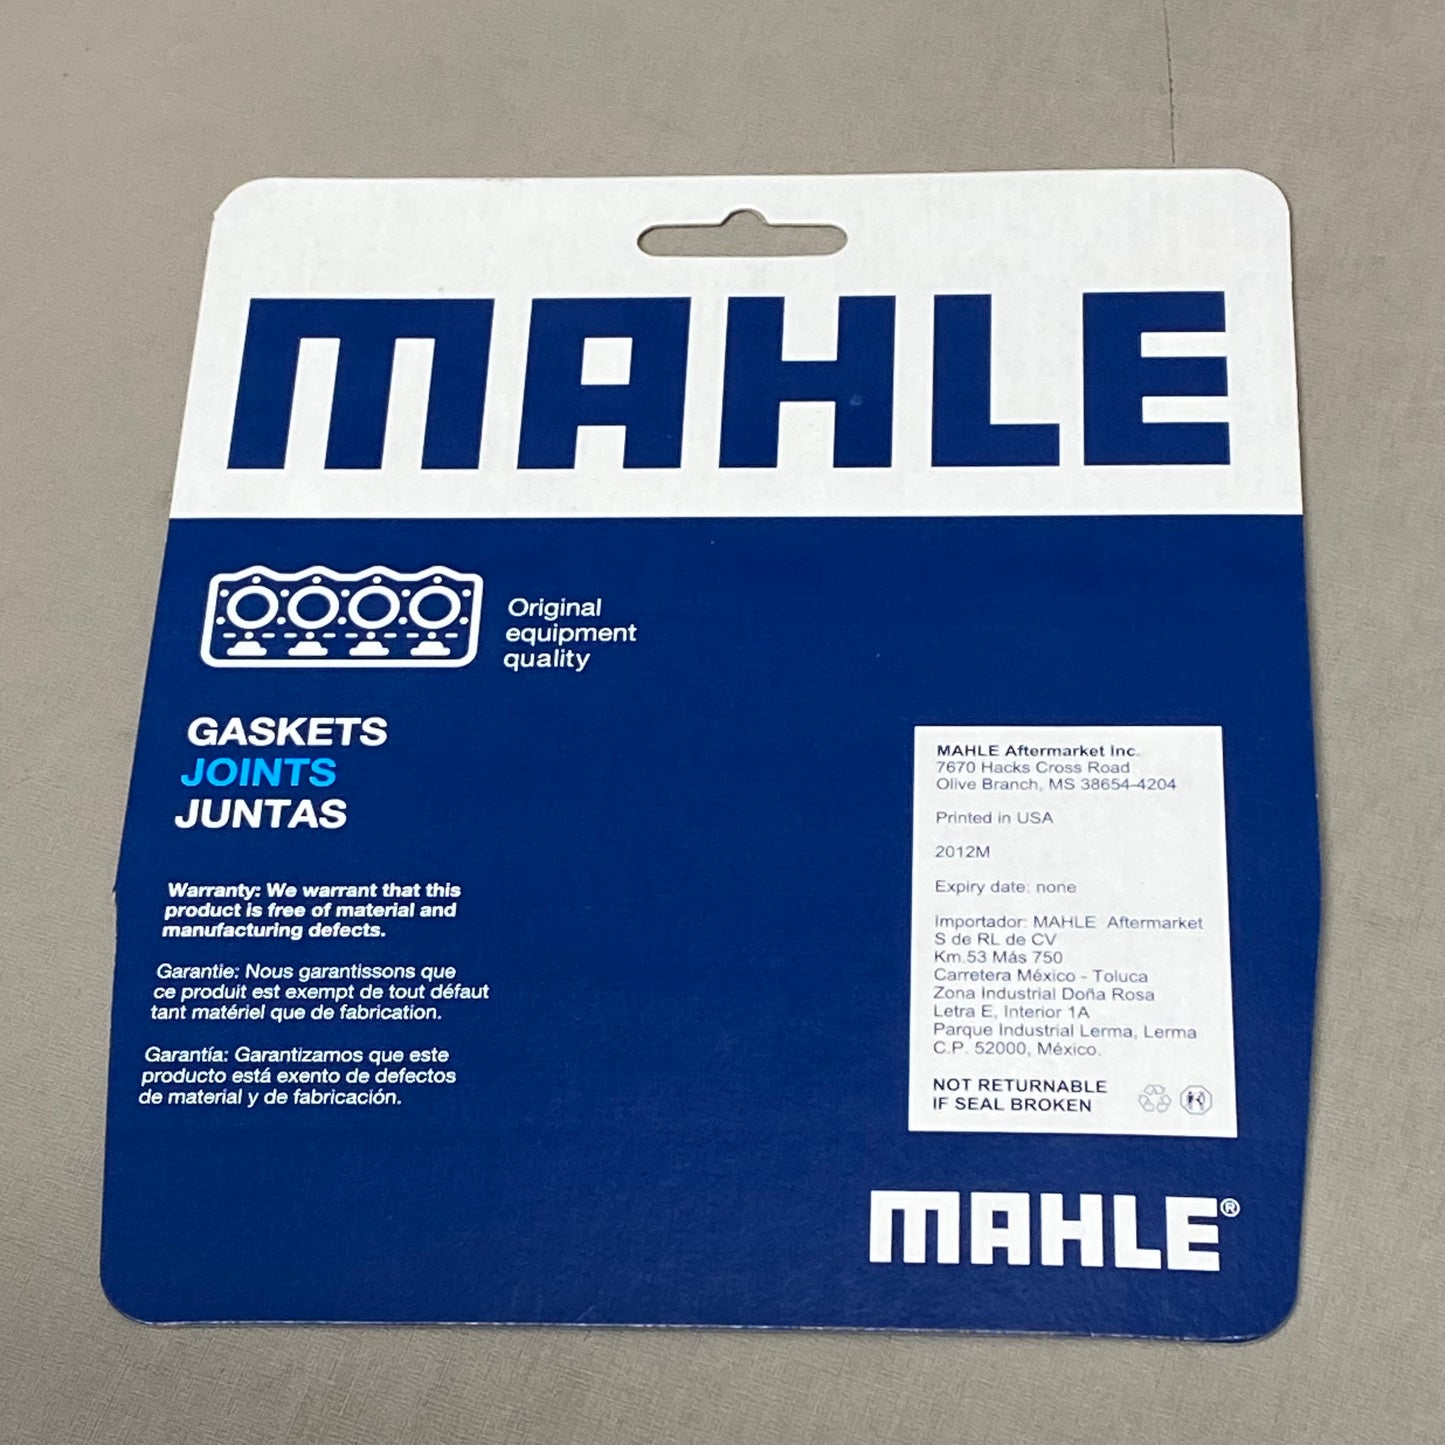 MAHLE
Original
equipment
quality
GASKETS
JOINTS
JUNTAS
Warranty: We warrant that this
product is free of material and
manufacturing defects.
Garantie: Nous garantissons que
ce produit est exempt de tout défaut
tant matériel que de fabrication.
Garantía: Garantizamos que este
producto está exento de defectos
de material y de fabricación.
MAHLE Aftermarket Inc.
7670 Hacks Cross Road
Olive Branch, MS 38654-4204
Printed in USA
2012M
Expiry date: none
Importador: MAHLE Aftermarket
S de RL de CV
Km.53 Más 750
Carretera México - Toluca
Zona Industrial Doña Rosa
Letra E, Interior 1A
Parque Industrial Lerma, Lerma
C.P. 52000, México.
NOT RETURNABLE
IF SEAL BROKEN
MAHLE®